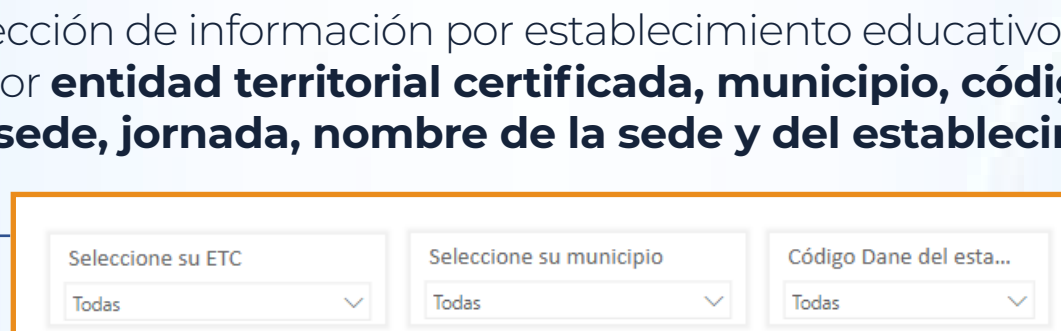 ección de información por establecimiento educativo
or entidad territorial certificada, municipio, códig
sede, jornada, nombre de la sede y del estableci
Seleccione su ETC
Todas
Seleccione su municipio
Todas
Código Dane del esta...
Todas